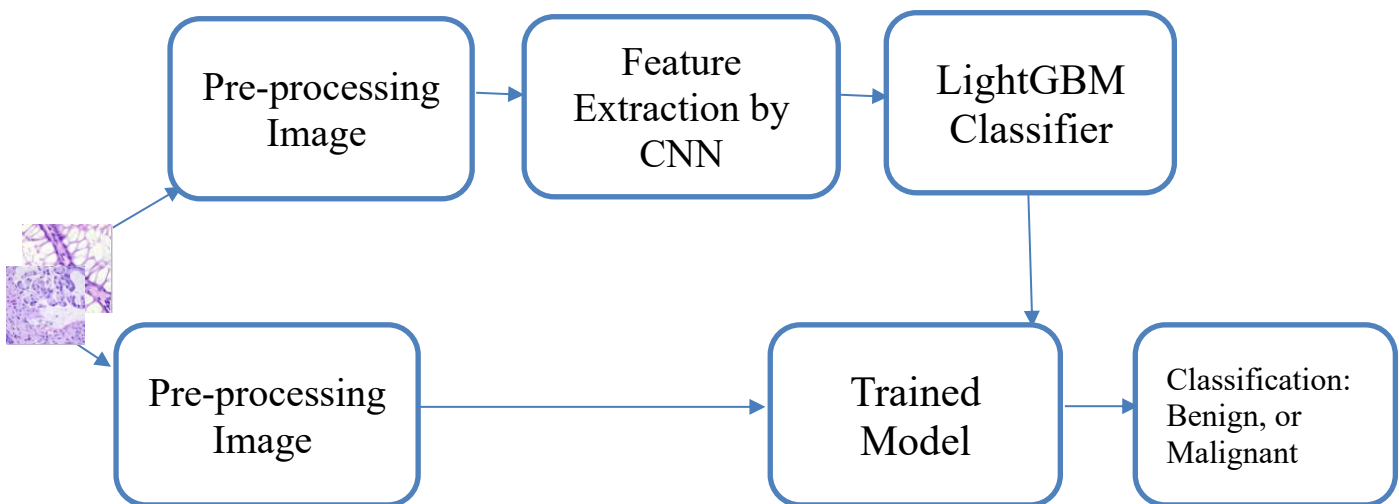 Pre-processing
Image
Feature
Extraction by
CNN
LightGBM
Classifier
Pre-processing
Image
Trained
Model
Classification:
Benign, or
Malignant